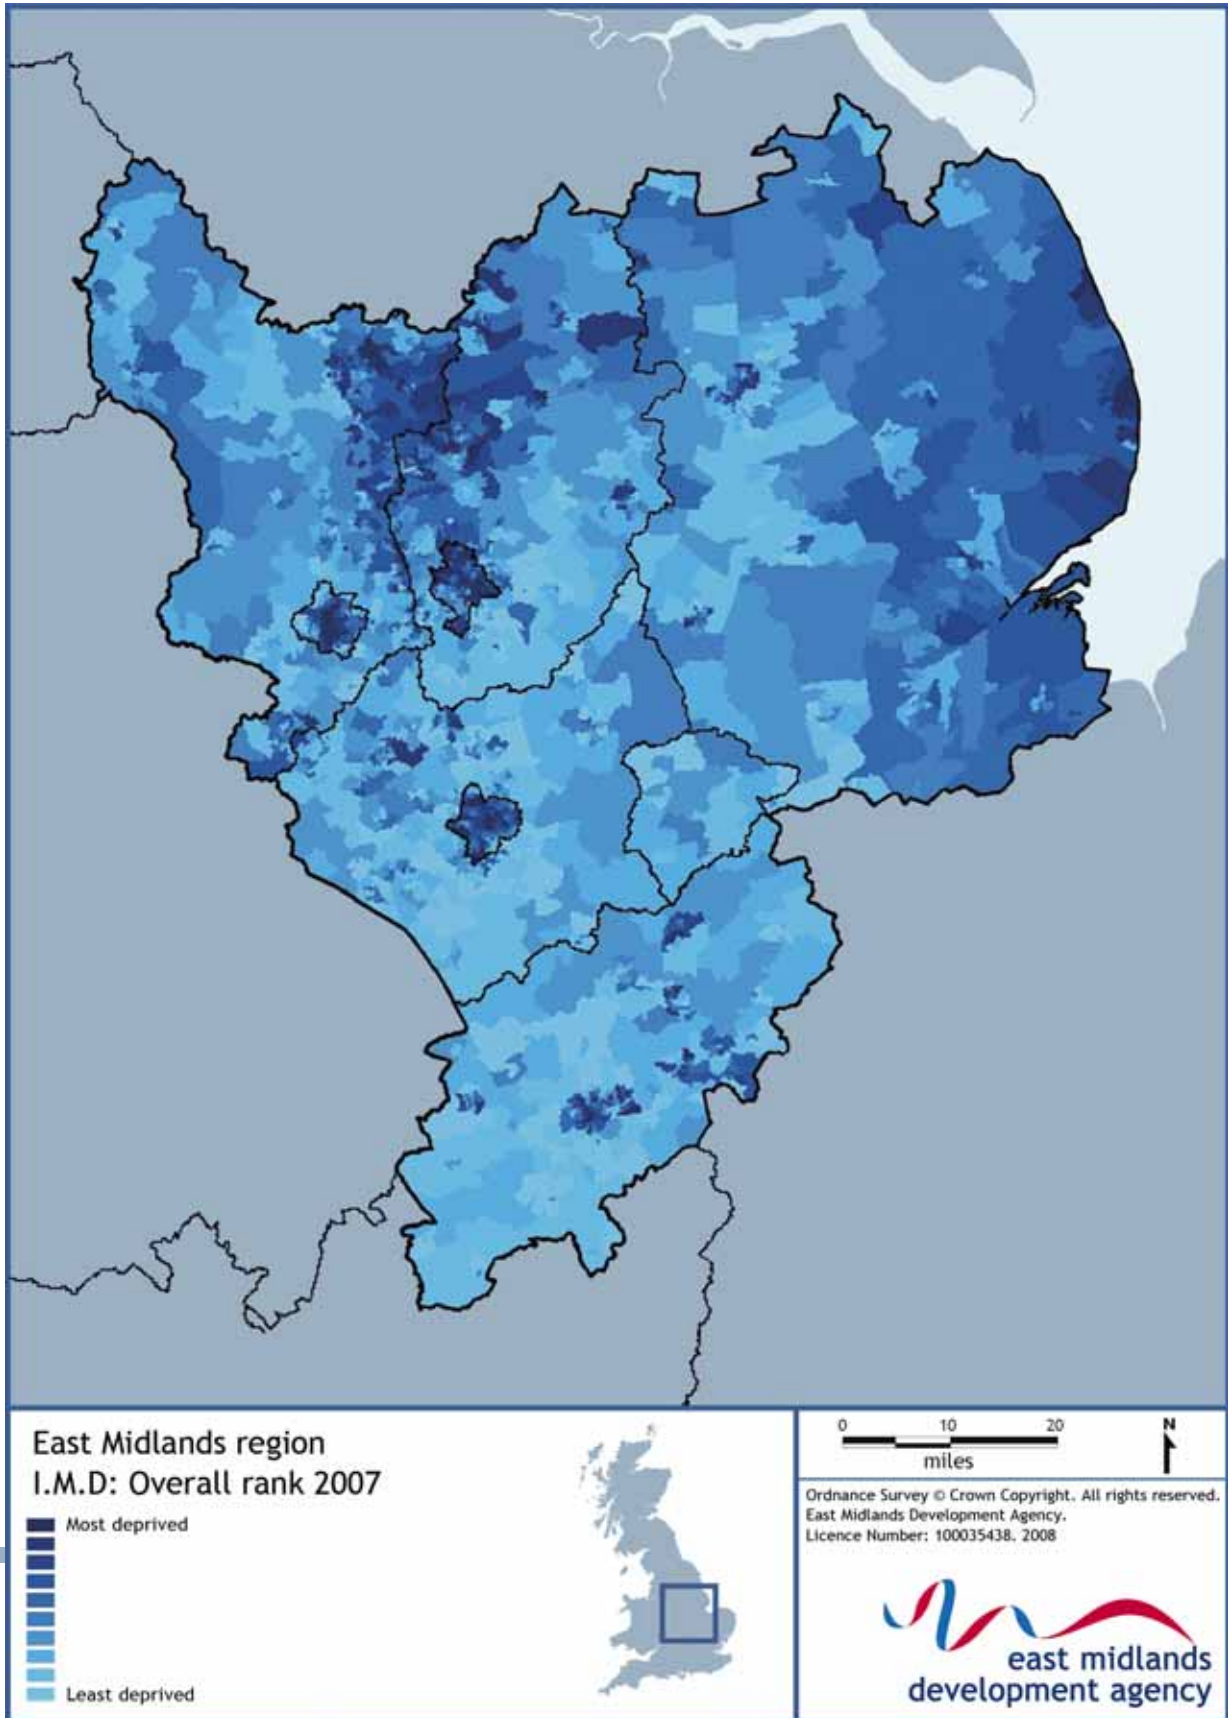 East Midlands region
I.M.D: Overall rank 2007
Most deprived
Least deprived
0 10 20
miles
N
Ordnance Survey © Crown Copyright. All rights reserved.
East Midlands Development Agency.
Licence Number: 100035438. 2008
east midlands
development agency